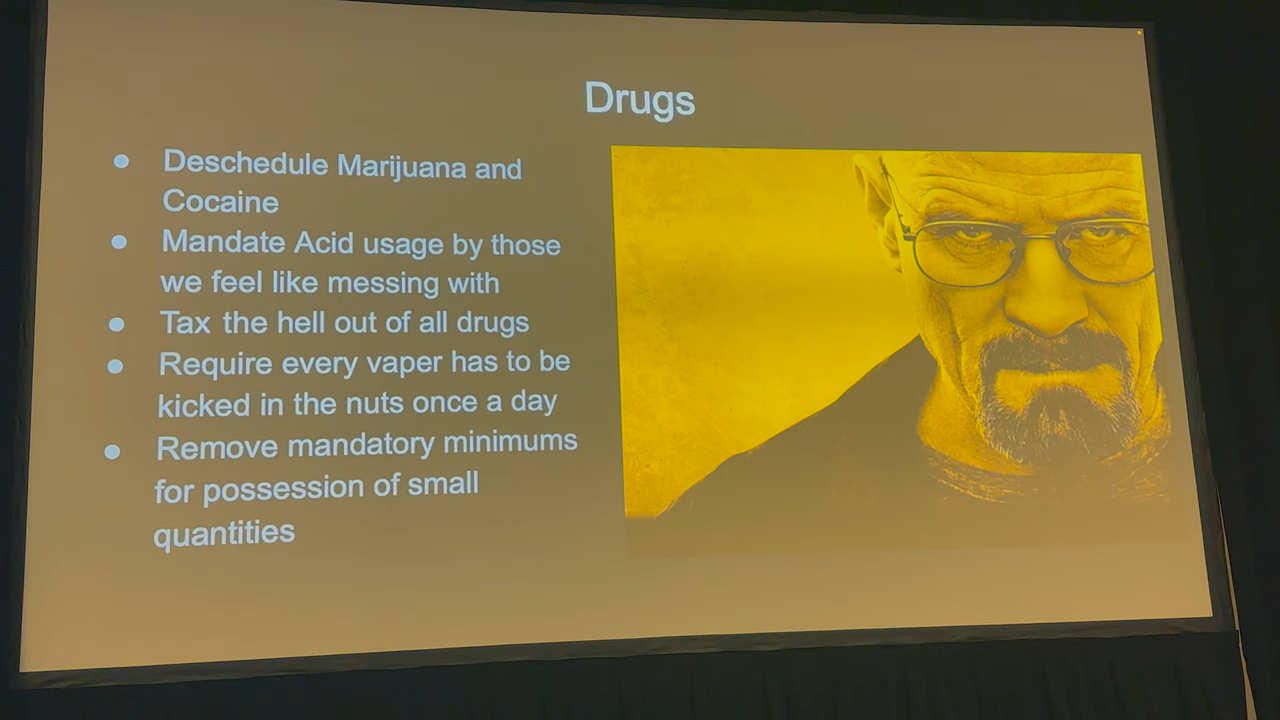 Drugs
● Deschedule Marijuana and
Cocaine
● Mandate Acid usage by those
we feel like messing with
● Tax the hell out of all drugs
● Require every vaper has to be
kicked in the nuts once a day
● Remove mandatory minimums
for possession of small
quantities